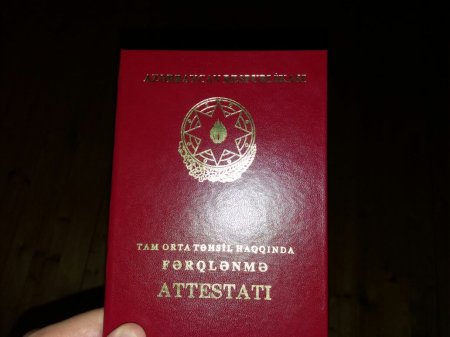 AZƏRBAYCAN RESPUBLİKASI
TAM ORTA TƏHSİL HAQQINDA
FƏRQLƏNMƏ
ATTESTATI